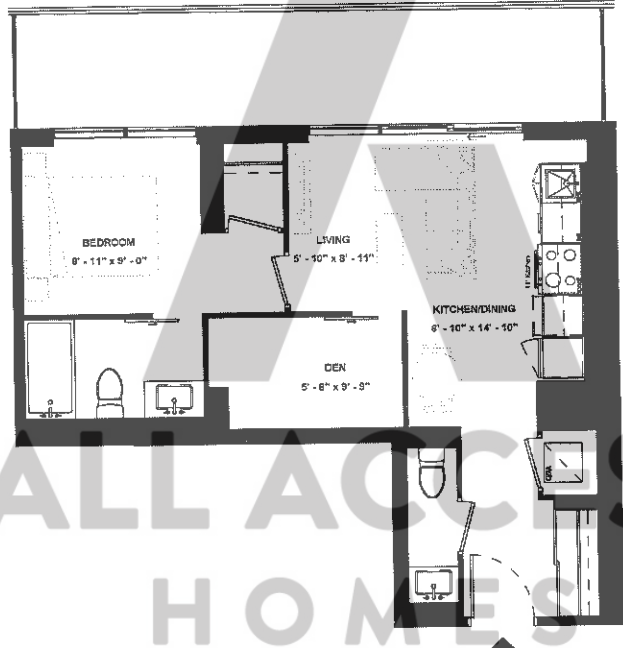 BEDROOM
8' - 11" x 9' - 0"
LIVING
5' - 10" x 8' - 11"
KITCHEN/DINING
6' - 10" x 14' - 10"
DEN
5' - 6" x 9' - 9"
W/D
ALL ACCES
HOMES